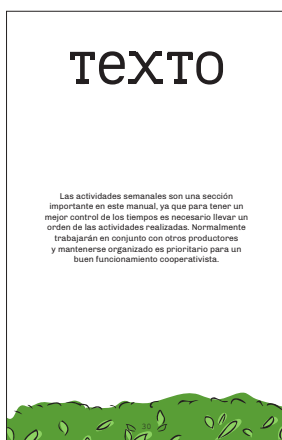 Texto
Las actividades semanales son una sección
importante en este manual, ya que para tener un
mejor control de los tiempos es necesario llevar un
orden de las actividades realizadas. Normalmente
trabajarán en conjunto con otros productores
y mantenerse organizado es prioritario para un
buen funcionamiento cooperativista.
30